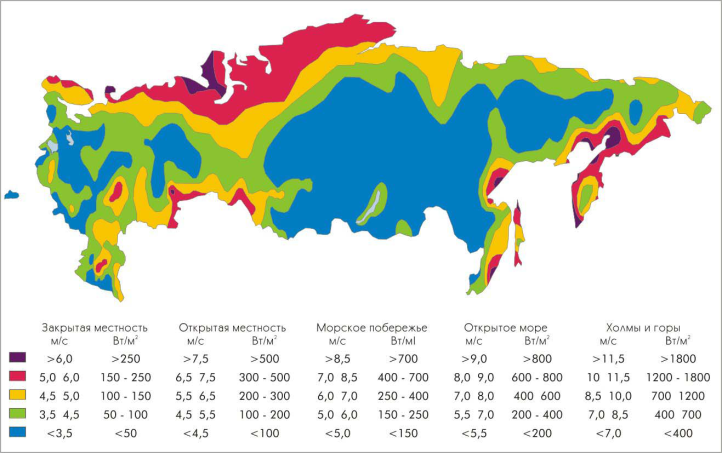 Закрытая местность Открытая местность Морское побережье Открытое море Холмы и горы
м/с Вт/м² м/с Вт/м² м/с Вт/мl м/с Вт/м² м/с Вт/м²
>6,0 >250 >7,5 >500 >8,5 >700 >9,0 >800 >11,5 >1800
5,0 6,0 150 - 250 6,5 7,5 300 - 500 7,0 8,5 400 - 700 8,0 9,0 600 - 800 10 11,5 1200 - 1800
4,5 5,0 100 - 150 5,5 6,5 200 - 300 6,0 7,0 250 - 400 7,0 8,0 400 600 8,5 10,0 700 1200
3,5 4,5 50 - 100 4,5 5,5 100 - 200 5,0 6,0 150 - 250 5,5 7,0 200 - 400 7,0 8,5 400 700
<3,5 <50 <4,5 <100 <5,0 <150 <5,5 <200 <7,0 <400